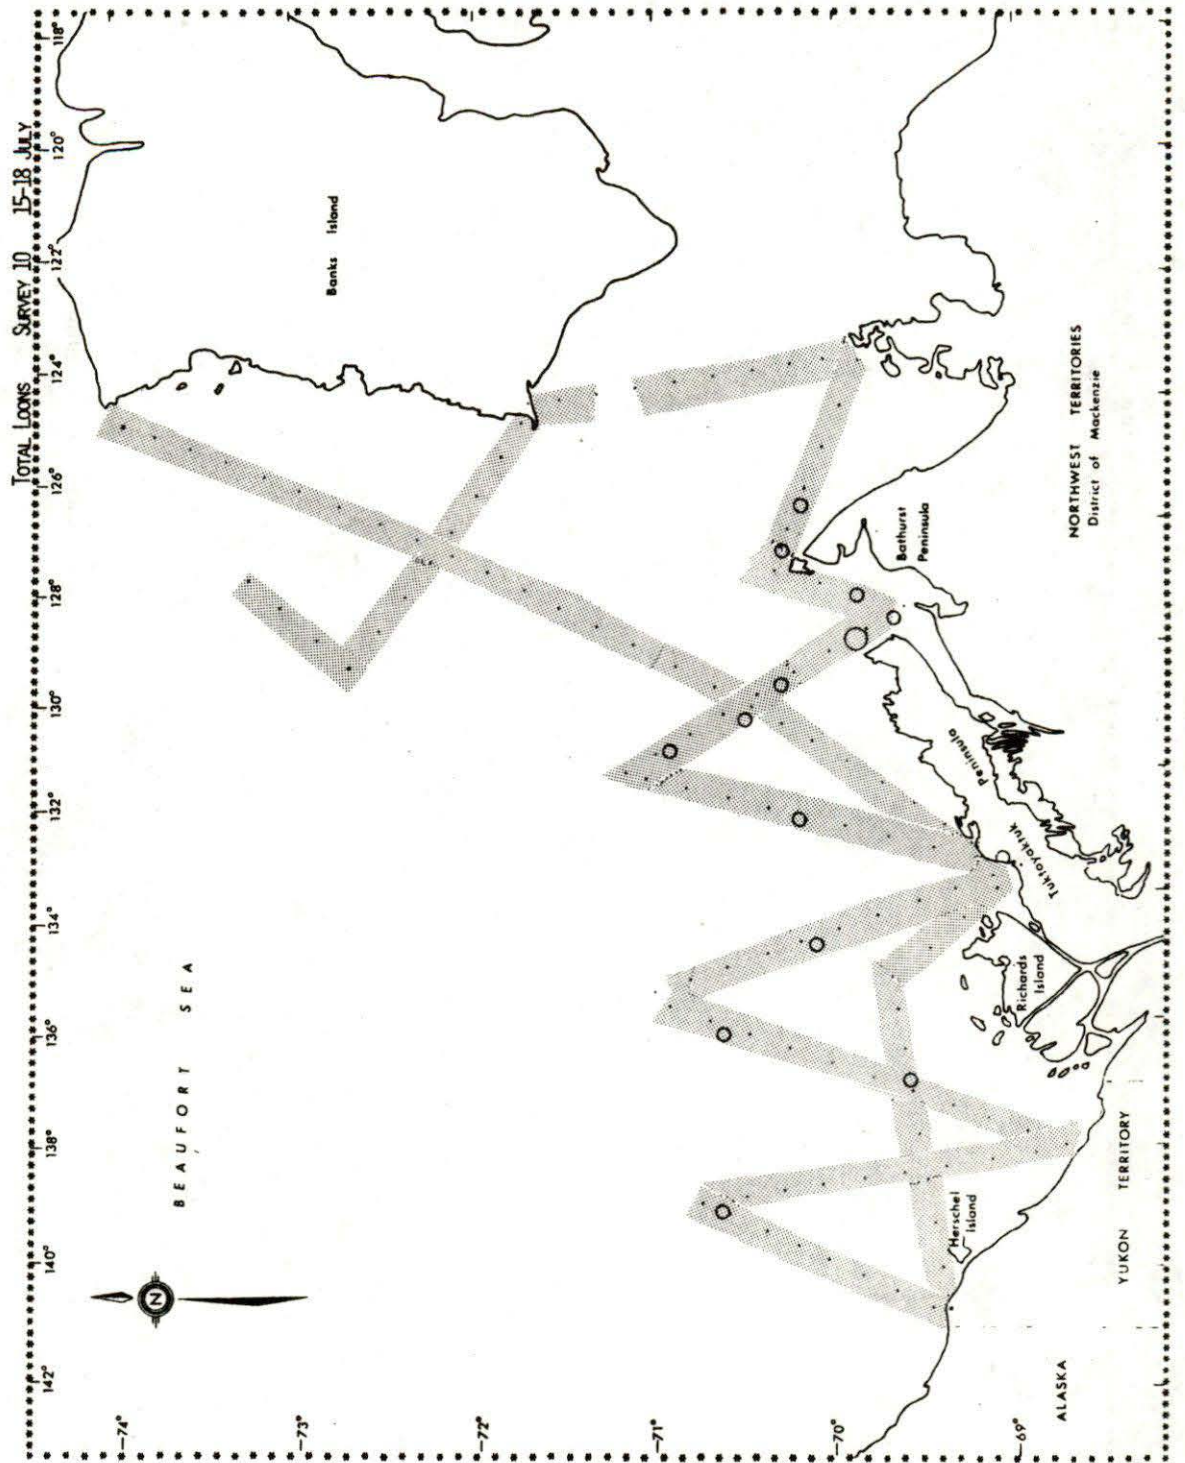 TOTAL LOONS SURVEY 10 15-18 JULY
142° 140° 138° 136° 134° 132° 130° 128° 126° 124° 122° 120° 118°
-74°
-73°
-72°
-71°
-70°
-69°
BEAUFORT SEA
N
Banks Island
Bathurst
Peninsula
NORTHWEST TERRITORIES
District of Mackenzie
Tuktoyaktuk Peninsula
Richards
Island
Herschel
Island
YUKON TERRITORY
ALASKA